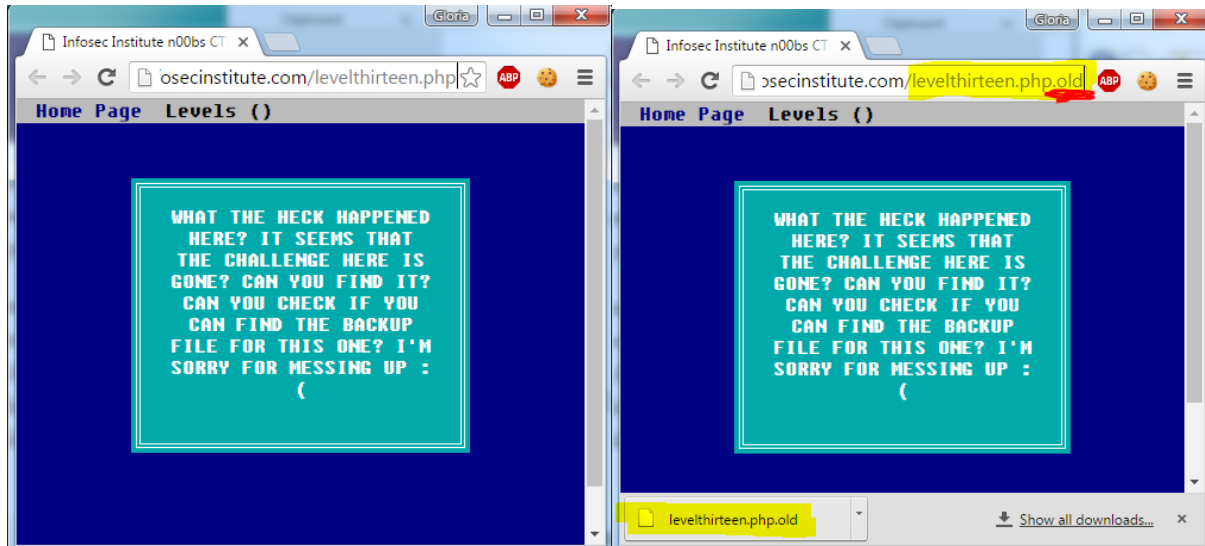 Gloria
Infosec Institute n00bs CT
osecinstitute.com/levelthirteen.php
ABP
Home Page Levels ()
WHAT THE HECK HAPPENED
HERE? IT SEEMS THAT
THE CHALLENGE HERE IS
GONE? CAN YOU FIND IT?
CAN YOU CHECK IF YOU
CAN FIND THE BACKUP
FILE FOR THIS ONE? I'M
SORRY FOR MESSING UP :
(
Gloria
Infosec Institute n00bs CT
osecinstitute.com/levelthirteen.php.old
ABP
Home Page Levels ()
WHAT THE HECK HAPPENED
HERE? IT SEEMS THAT
THE CHALLENGE HERE IS
GONE? CAN YOU FIND IT?
CAN YOU CHECK IF YOU
CAN FIND THE BACKUP
FILE FOR THIS ONE? I'M
SORRY FOR MESSING UP :
(
levelthirteen.php.old
Show all downloads...